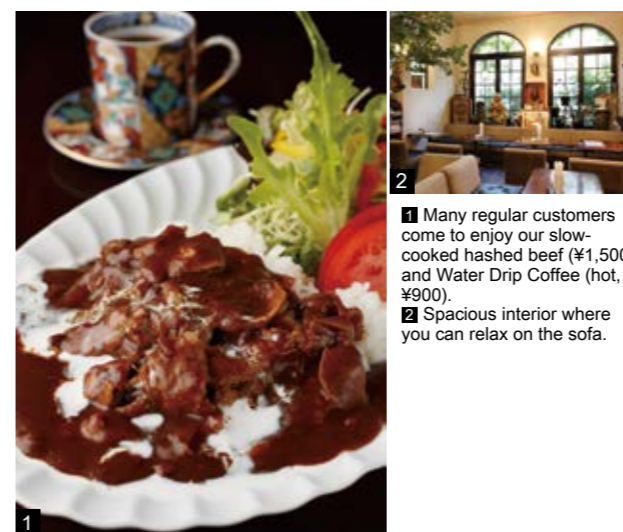 1
2
1 Many regular customers
come to enjoy our slow-
cooked hashed beef (¥1,500
and Water Drip Coffee (hot,
¥900).
2 Spacious interior where
you can relax on the sofa.